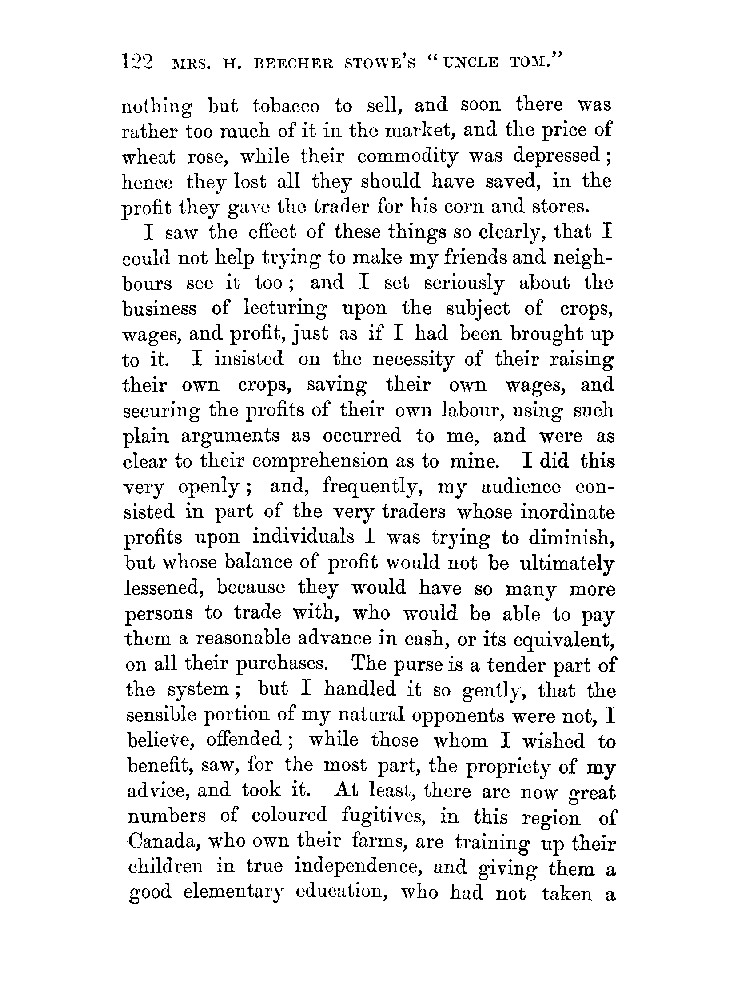 122 MRS. H. BEECHER STOWE'S "UNCLE TOM."
nothing but tobacco to sell, and soon there was
rather too much of it in the market, and the price of
wheat rose, while their commodity was depressed;
hence they lost all they should have saved, in the
profit they gave the trader for his corn and stores.
I saw the effect of these things so clearly, that I
could not help trying to make my friends and neigh-
bours see it too; and I set seriously about the
business of lecturing upon the subject of crops,
wages, and profit, just as if I had been brought up
to it. I insisted on the necessity of their raising
their own crops, saving their own wages, and
securing the profits of their own labour, using such
plain arguments as occurred to me, and were as
clear to their comprehension as to mine. I did this
very openly; and, frequently, my audience con-
sisted in part of the very traders whose inordinate
profits upon individuals I was trying to diminish,
but whose balance of profit would not be ultimately
lessened, because they would have so many more
persons to trade with, who would be able to pay
them a reasonable advance in cash, or its equivalent,
on all their purchases. The purse is a tender part of
the system; but I handled it so gently, that the
sensible portion of my natural opponents were not, I
believe, offended; while those whom I wished to
benefit, saw, for the most part, the propriety of my
advice, and took it. At least, there are now great
numbers of coloured fugitives, in this region of
Canada, who own their farms, are training up their
children in true independence, and giving them a
good elementary education, who had not taken a